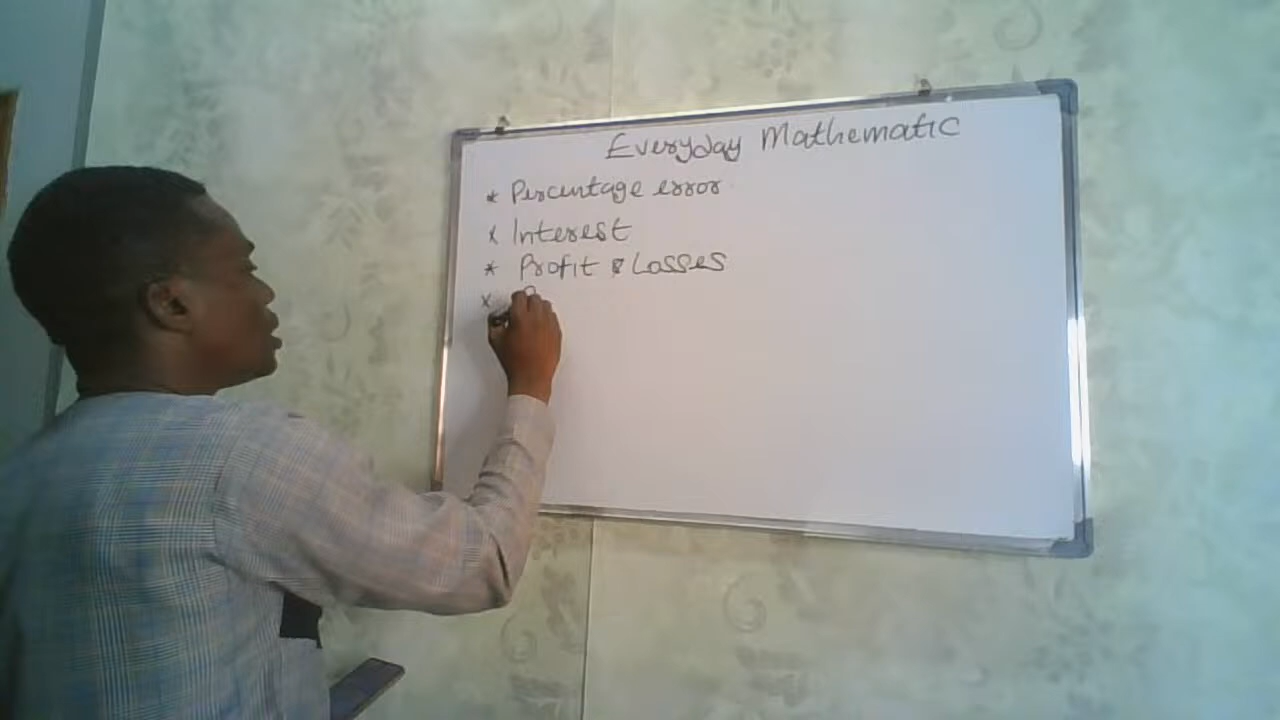 Everyday Mathematic
* Percentage error
* Interest
* Profit & Losses
*